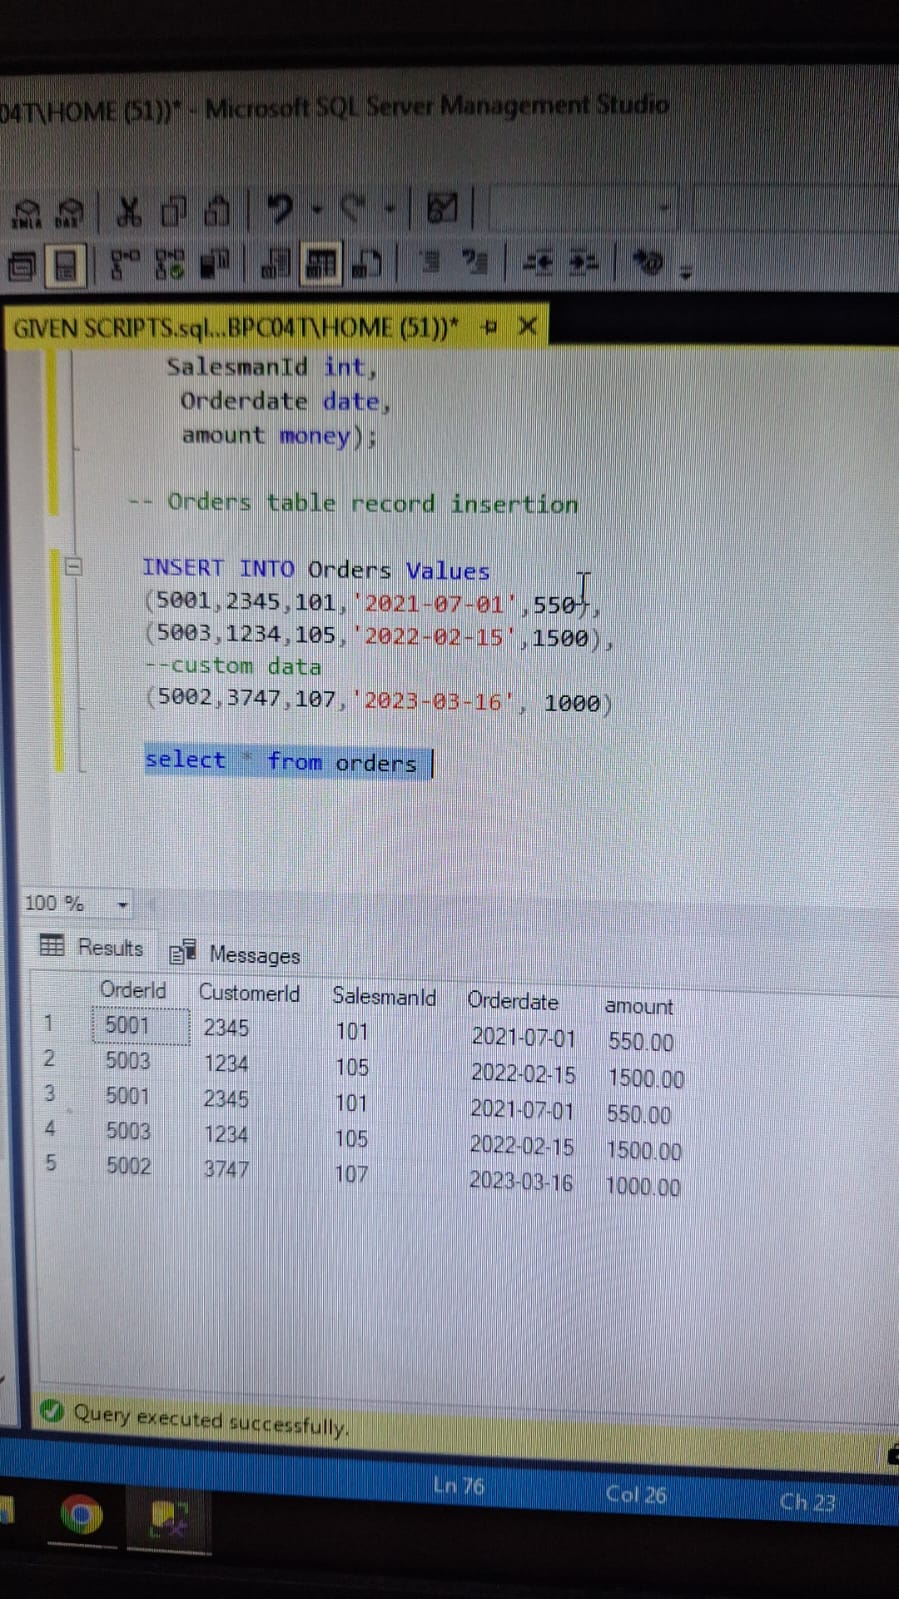 04T\HOME (51))* - Microsoft SQL Server Management Studio
XMLA DAX
GIVEN SCRIPTS.sql...BPC04T\HOME (51))*
SalesmanId int,
Orderdate date,
amount money);
-- Orders table record insertion
INSERT INTO Orders Values
(5001,2345,101,'2021-07-01',550),
(5003,1234,105,'2022-02-15',1500),
--custom data
(5002,3747,107,'2023-03-16', 1000)
select * from orders
100 %
Results Messages
OrderId CustomerId SalesmanId Orderdate amount
1 5001 2345 101 2021-07-01 550.00
2 5003 1234 105 2022-02-15 1500.00
3 5001 2345 101 2021-07-01 550.00
4 5003 1234 105 2022-02-15 1500.00
5 5002 3747 107 2023-03-16 1000.00
Query executed successfully.
Ln 76 Col 26 Ch 23